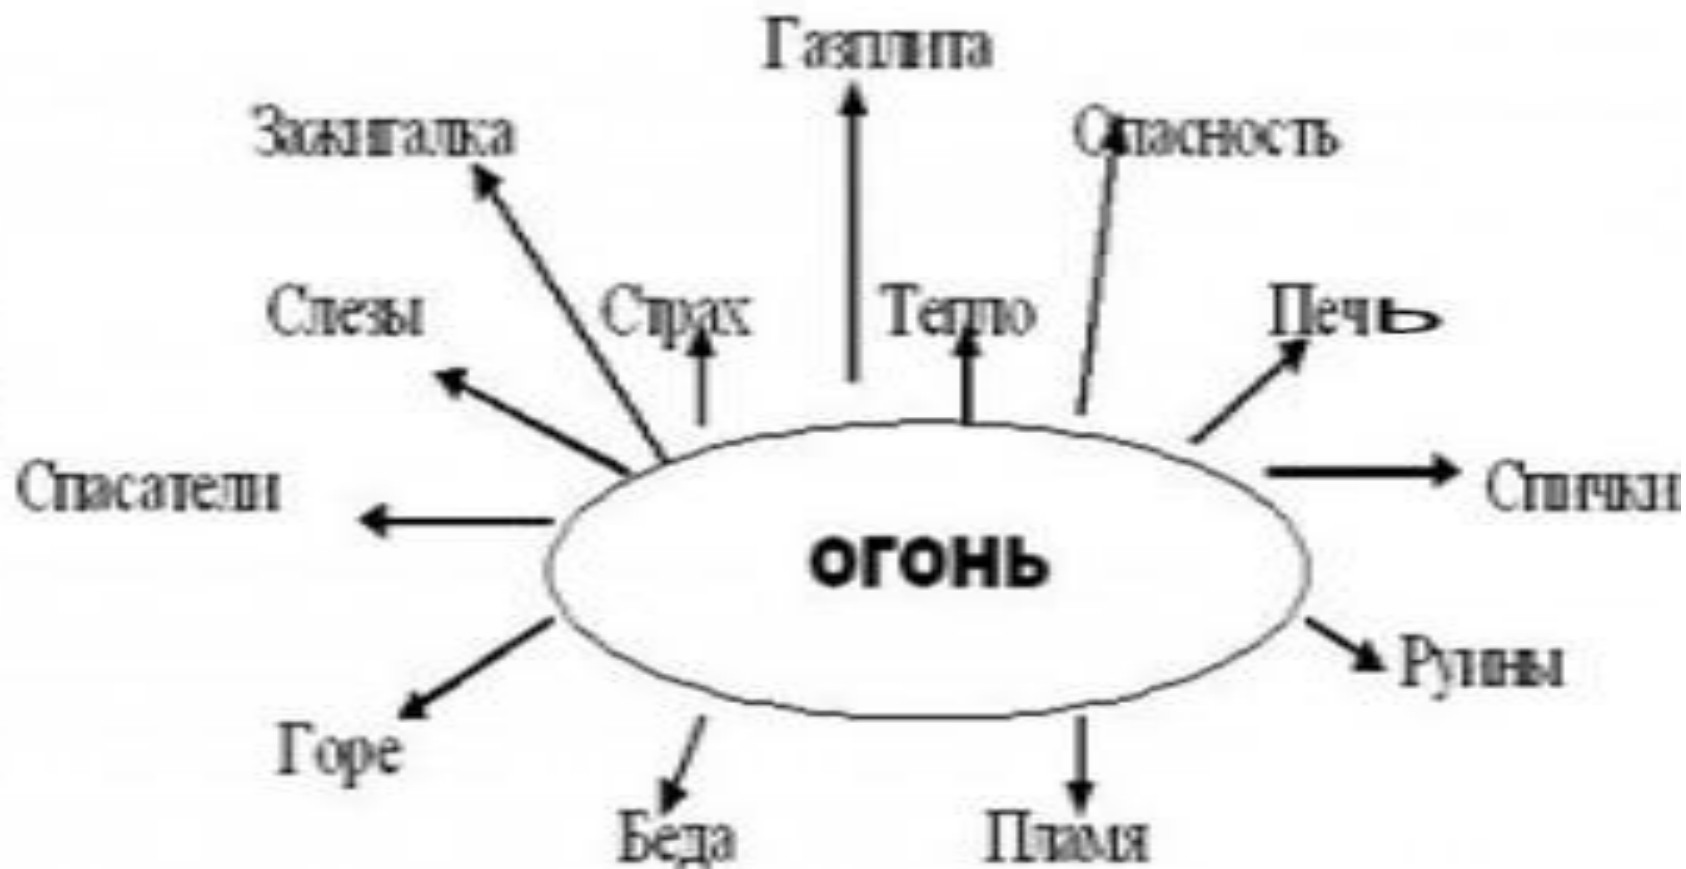 Газплита
Зажигалка
Опасность
Слезы
Страх
Тепло
Печь
Спасатели
Спички
огонь
Руины
Горе
Беда
Пламя